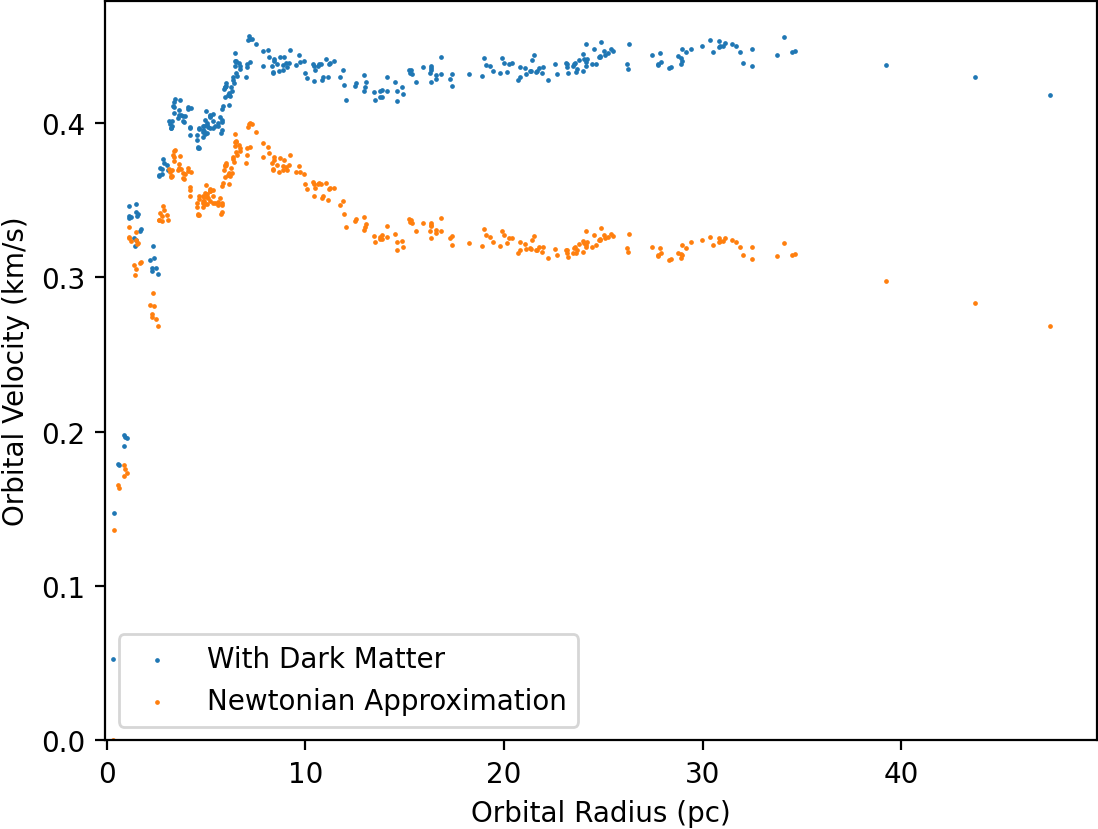 Orbital Velocity (km/s)
0.4
0.3
0.2
0.1
0.0
With Dark Matter
Newtonian Approximation
0
10
20
30
40
Orbital Radius (pc)